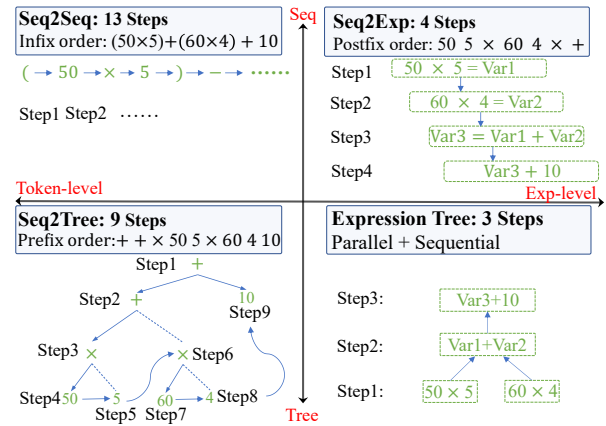 Seq2Seq: 13 Steps
Infix order: (50×5)+(60×4) + 10
( 50 × 5 ) − ······
Step1 Step2 ······
Seq
Seq2Exp: 4 Steps
Postfix order: 50 5 × 60 4 × +
Step1 50 × 5 = Var1
Step2 60 × 4 = Var2
Step3 Var3 = Var1 + Var2
Step4 Var3 + 10
Token-level
Exp-level
Seq2Tree: 9 Steps
Prefix order:+ + × 50 5 × 60 4 10
Step1 +
Step2 + 10
Step9
Step3 × × Step6
Step4 50 5 60 4 Step8
Step5 Step7
Tree
Expression Tree: 3 Steps
Parallel + Sequential
Step3: Var3+10
Step2: Var1+Var2
Step1: 50 × 5 60 × 4